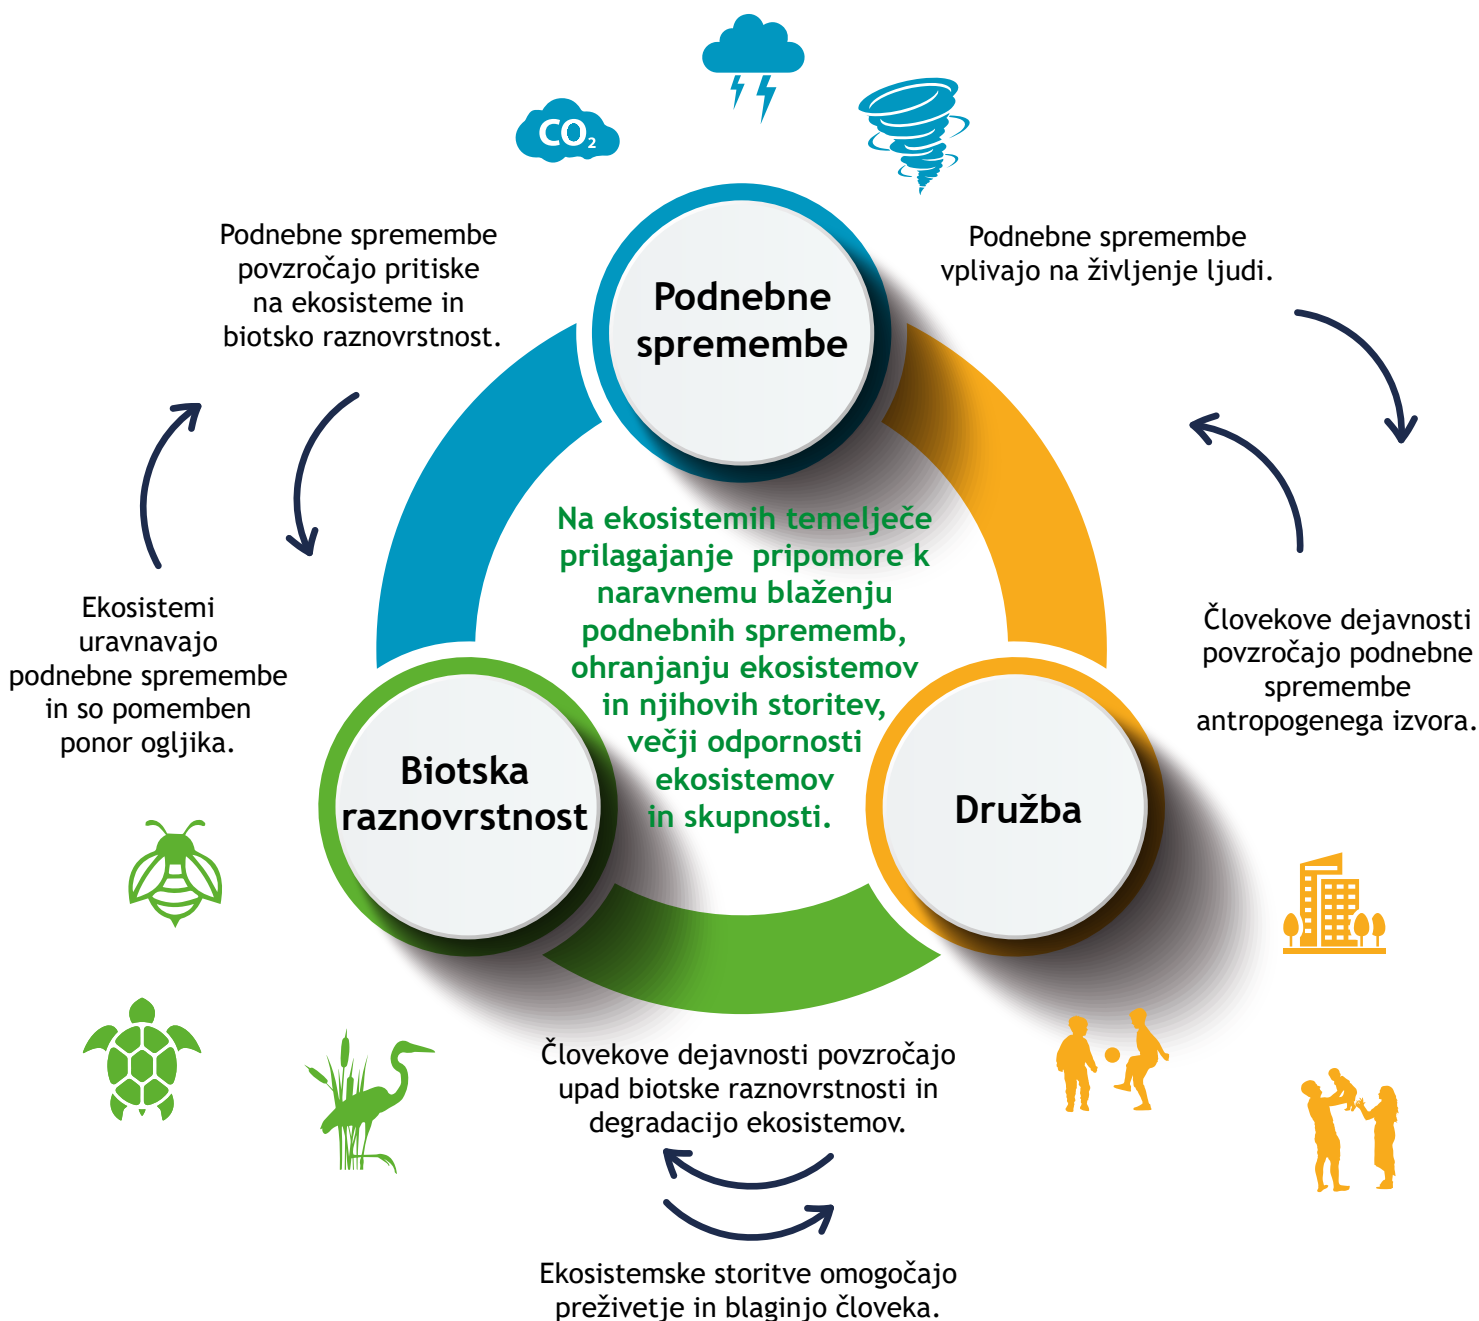 CO₂
Podnebne spremembe
povzročajo pritiske
na ekosisteme in
biotsko raznovrstnost.
Podnebne spremembe
vplivajo na življenje ljudi.
Podnebne
spremembe
Na ekosistemih temelječe
prilagajanje pripomore k
naravnemu blaženju
podnebnih sprememb,
ohranjanju ekosistemov
in njihovih storitev,
večji odpornosti
ekosistemov
in skupnosti.
Ekosistemi
uravnavajo
podnebne spremembe
in so pomemben
ponor ogljika.
Človekove dejavnosti
povzročajo podnebne
spremembe
antropogenega izvora.
Biotska
raznovrstnost
Družba
Človekove dejavnosti povzročajo
upad biotske raznovrstnosti in
degradacijo ekosistemov.
Ekosistemske storitve omogočajo
preživetje in blaginjo človeka.